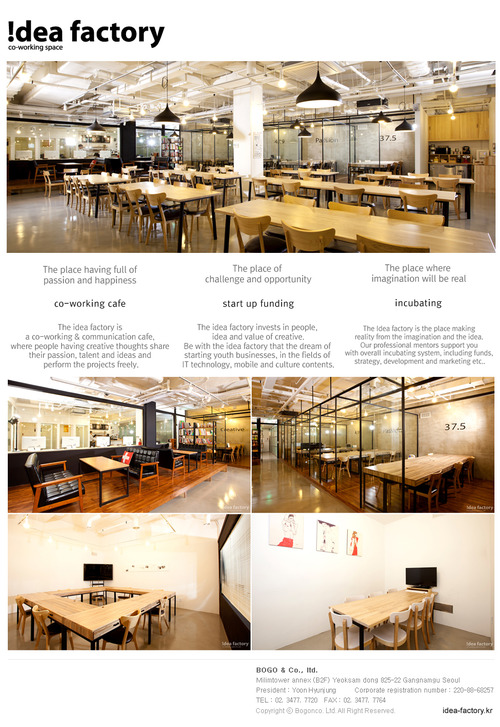 !dea factory
co-working space
Passion
37.5
The place having full of
passion and happiness
co-working cafe
The idea factory is
a co-working & communication cafe,
where people having creative thoughts share
their passion, talent and ideas and
perform the projects freely.
The place of
challenge and opportunity
start up funding
The idea factory invests in people,
idea and value of creative.
Be with the idea factory that the dream of
starting youth businesses, in the fields of
IT technology, mobile and culture contents.
The place where
imagination will be real
incubating
The Idea factory is the place making
reality from the imagination and the idea.
Our professional mentors support you
with overall incubating system, including funds,
strategy, development and marketing etc..
Creative
!dea factory
37.5
!dea factory
!dea factory
!dea factory
BOGO & Co., ltd.
Milimtower annex (B2F) Yeoksam dong 825-22 Gangnamgu Seoul
President : Yoon Hyunjung Corporate registration number : 220-88-68257
TEL : 02. 3477. 7720 FAX : 02. 3477. 7764
Copyright ⓒ Bogonco. Ltd. All Right Reserved.
idea-factory.kr